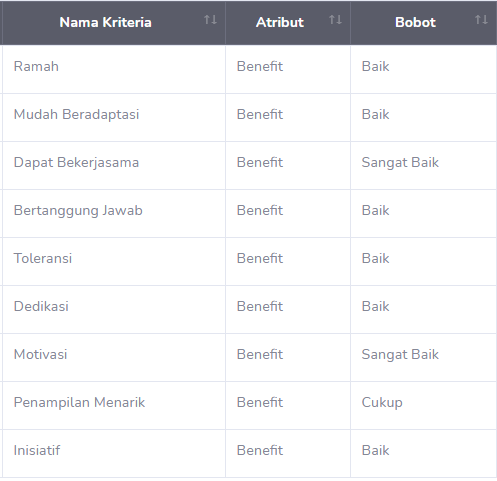 Nama Kriteria Atribut Bobot
Ramah Benefit Baik
Mudah Beradaptasi Benefit Baik
Dapat Bekerjasama Benefit Sangat Baik
Bertanggung Jawab Benefit Baik
Toleransi Benefit Baik
Dedikasi Benefit Baik
Motivasi Benefit Sangat Baik
Penampilan Menarik Benefit Cukup
Inisiatif Benefit Baik